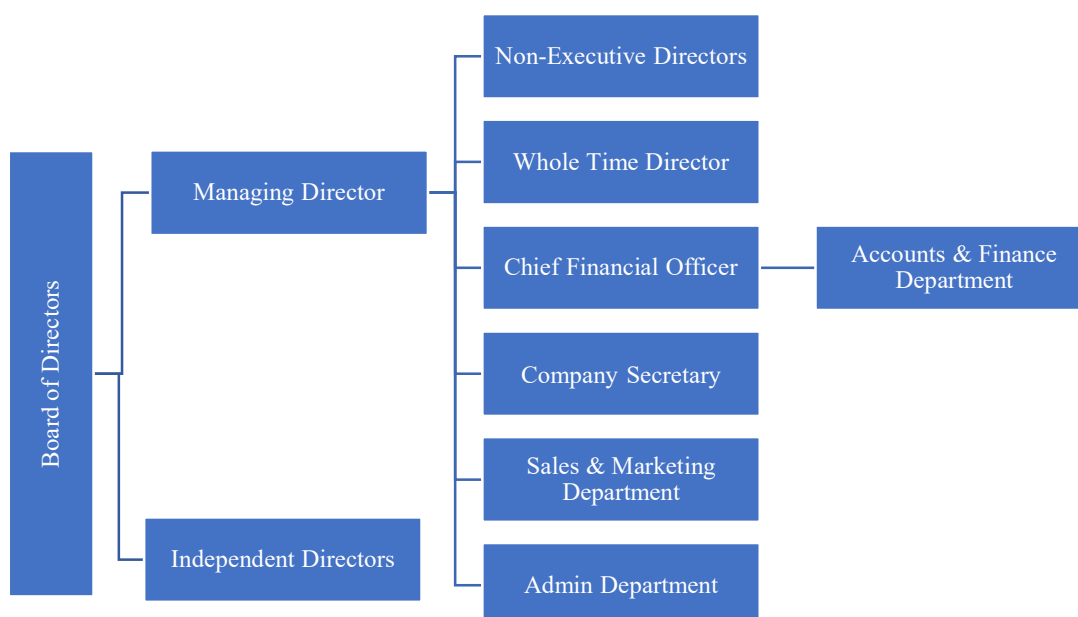 Board of Directors
Managing Director
Independent Directors
Non-Executive Directors
Whole Time Director
Chief Financial Officer
Company Secretary
Sales & Marketing
Department
Admin Department
Accounts & Finance
Department